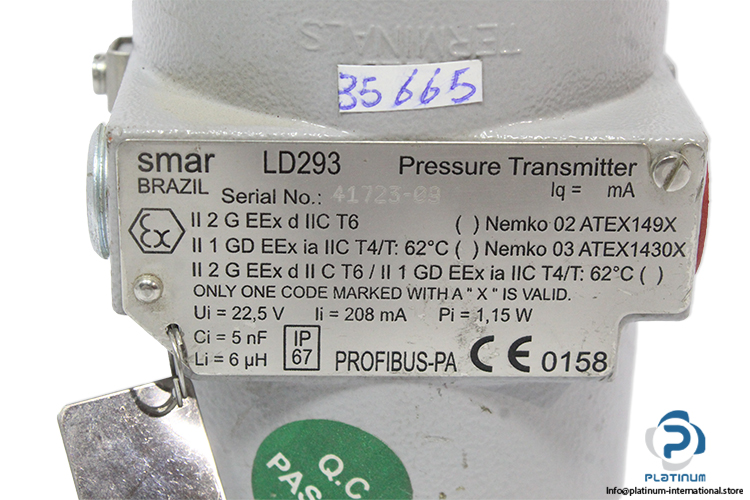 TERMINALS
35665
smar LD293 Pressure Transmitter
BRAZIL Serial No.: 41723-09 Iq = mA
Ex II 2 G EEx d IIC T6 ( ) Nemko 02 ATEX149X
II 1 GD EEx ia IIC T4/T: 62°C ( ) Nemko 03 ATEX1430X
II 2 G EEx d II C T6 / II 1 GD EEx ia IIC T4/T: 62°C ( )
ONLY ONE CODE MARKED WITH A " X " IS VALID.
Ui = 22,5 V Ii = 208 mA Pi = 1,15 W
Ci = 5 nF
Li = 6 µH
IP
67
PROFIBUS-PA CE 0158
Q.C
PAS
PLATINUM
INTERNATIONAL
Info@platinum-international.store